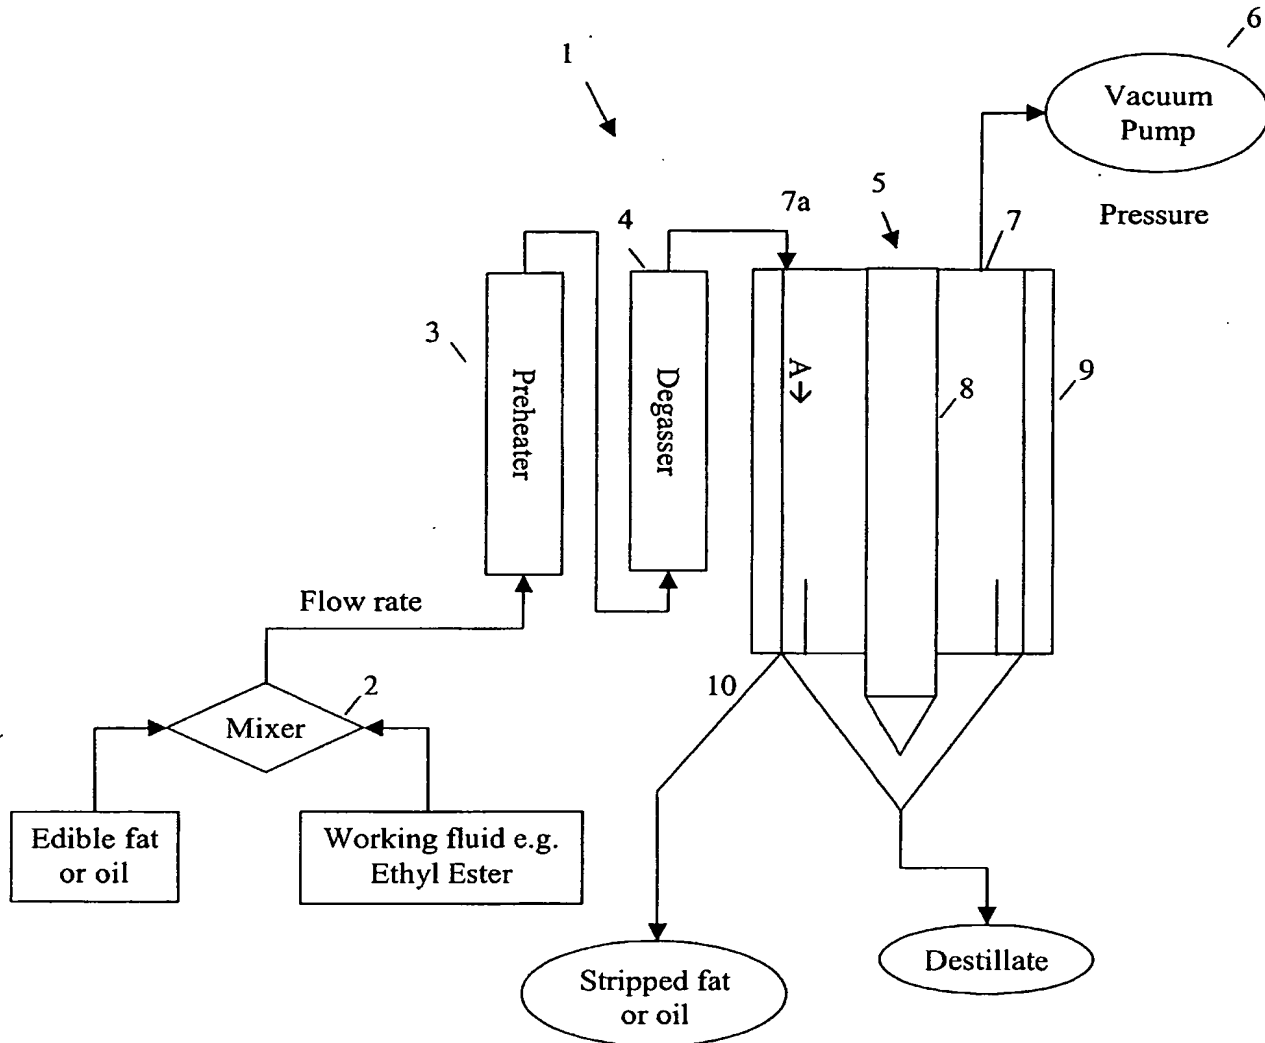 6
Vacuum
Pump
1
Pressure
5
7a
7
4
3
Preheater
Degasser
A
8
9
Flow rate
2
Mixer
10
Edible fat
or oil
Working fluid e.g.
Ethyl Ester
Stripped fat
or oil
Destillate